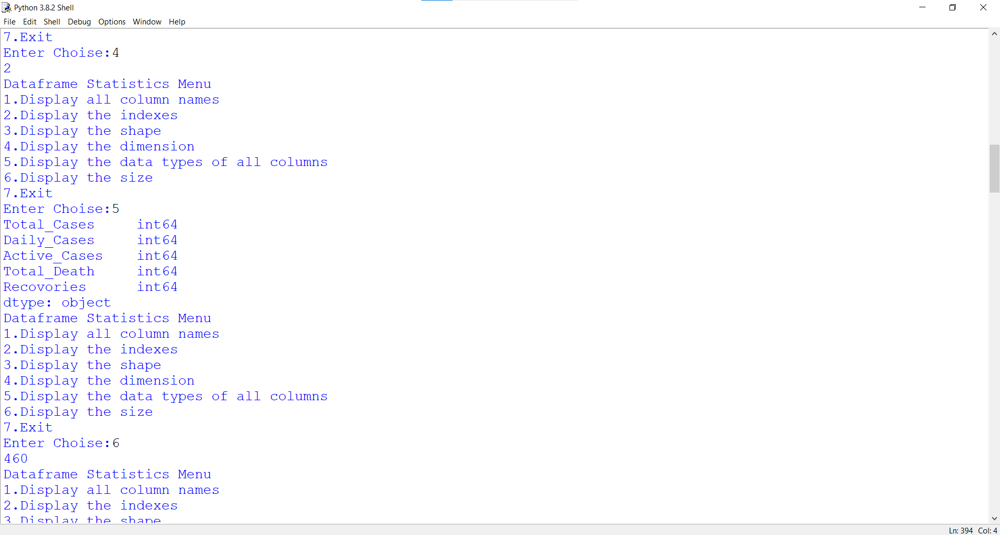 Python 3.8.2 Shell
File Edit Shell Debug Options Window Help
7.Exit
Enter Choise:4
2
Dataframe Statistics Menu
1.Display all column names
2.Display the indexes
3.Display the shape
4.Display the dimension
5.Display the data types of all columns
6.Display the size
7.Exit
Enter Choise:5
Total_Cases     int64
Daily_Cases     int64
Active_Cases    int64
Total_Death     int64
Recovories      int64
dtype: object
Dataframe Statistics Menu
1.Display all column names
2.Display the indexes
3.Display the shape
4.Display the dimension
5.Display the data types of all columns
6.Display the size
7.Exit
Enter Choise:6
460
Dataframe Statistics Menu
1.Display all column names
2.Display the indexes
3.Display the shape
Ln: 394 Col: 4